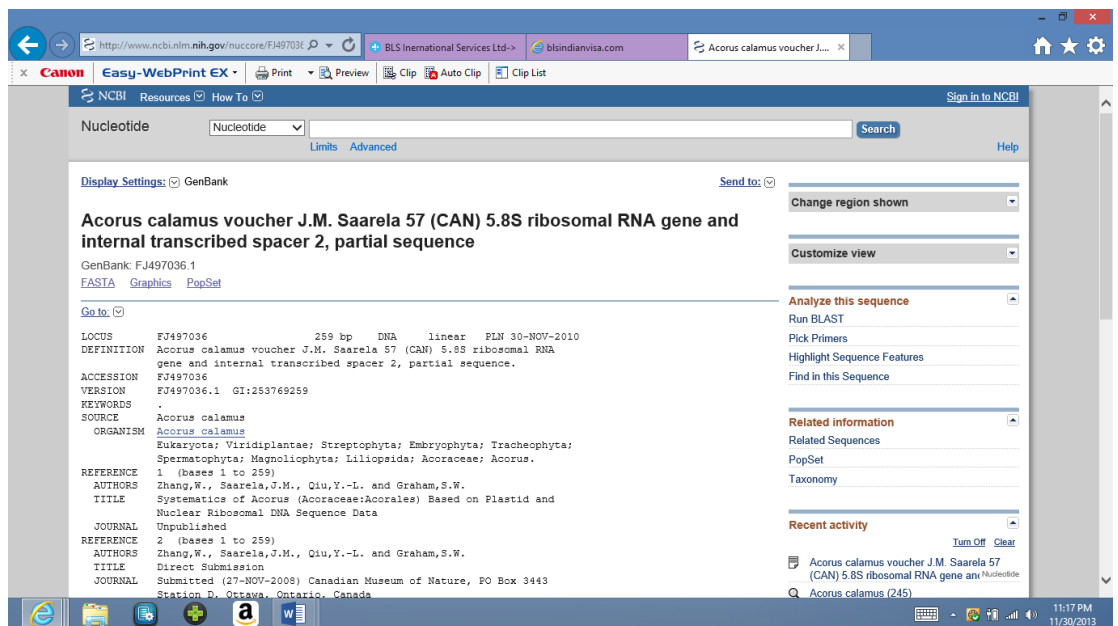 http://www.ncbi.nlm.nih.gov/nuccore/FJ49703
BLS Inernational Services Ltd->
blsindianvisa.com
Acorus calamus voucher J....
x Canon Easy-WebPrint EX Print Preview Clip Auto Clip Clip List
NCBI Resources How To
Sign in to NCBI
Nucleotide
Nucleotide
Search
Limits Advanced
Help
Display Settings: GenBank
Send to:
Acorus calamus voucher J.M. Saarela 57 (CAN) 5.8S ribosomal RNA gene and
internal transcribed spacer 2, partial sequence
GenBank: FJ497036.1
FASTA Graphics PopSet
Go to:
LOCUS FJ497036 259 bp DNA linear PLN 30-NOV-2010
DEFINITION Acorus calamus voucher J.M. Saarela 57 (CAN) 5.8S ribosomal RNA
gene and internal transcribed spacer 2, partial sequence.
ACCESSION FJ497036
VERSION FJ497036.1 GI:253769259
KEYWORDS .
SOURCE Acorus calamus
ORGANISM Acorus calamus
Eukaryota; Viridiplantae; Streptophyta; Embryophyta; Tracheophyta;
Spermatophyta; Magnoliophyta; Liliopsida; Acoraceae; Acorus.
REFERENCE 1 (bases 1 to 259)
AUTHORS Zhang,W., Saarela,J.M., Qiu,Y.-L. and Graham,S.W.
TITLE Systematics of Acorus (Acoraceae:Acorales) Based on Plastid and
Nuclear Ribosomal DNA Sequence Data
JOURNAL Unpublished
REFERENCE 2 (bases 1 to 259)
AUTHORS Zhang,W., Saarela,J.M., Qiu,Y.-L. and Graham,S.W.
TITLE Direct Submission
JOURNAL Submitted (27-NOV-2008) Canadian Museum of Nature, PO Box 3443
Station D, Ottawa, Ontario, Canada
Change region shown
Customize view
Analyze this sequence
Run BLAST
Pick Primers
Highlight Sequence Features
Find in this Sequence
Related information
Related Sequences
PopSet
Taxonomy
Recent activity
Turn Off Clear
Acorus calamus voucher J.M. Saarela 57
(CAN) 5.8S ribosomal RNA gene and Nucleotide
Acorus calamus (245)
11:17 PM
11/30/2013